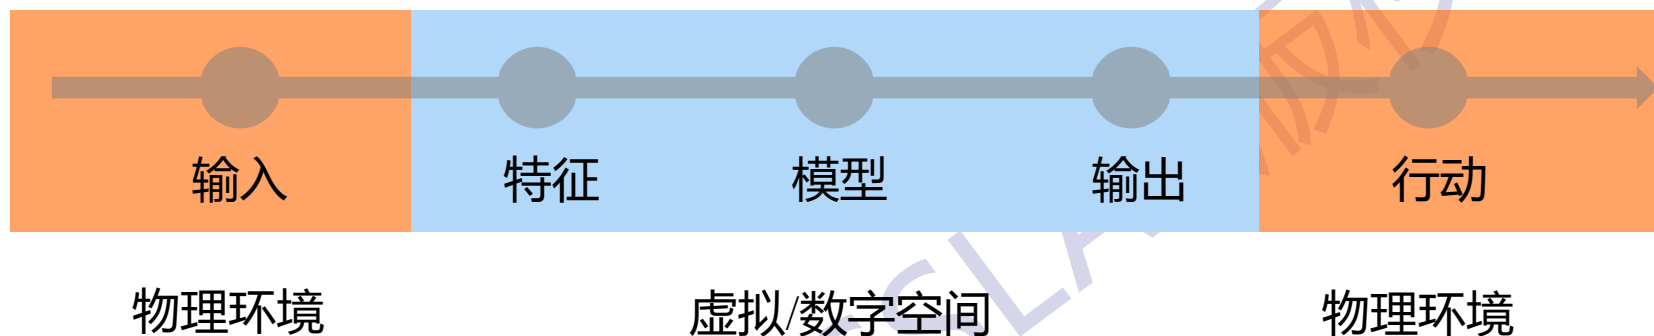 输入 特征 模型 输出 行动
物理环境 虚拟/数字空间 物理环境